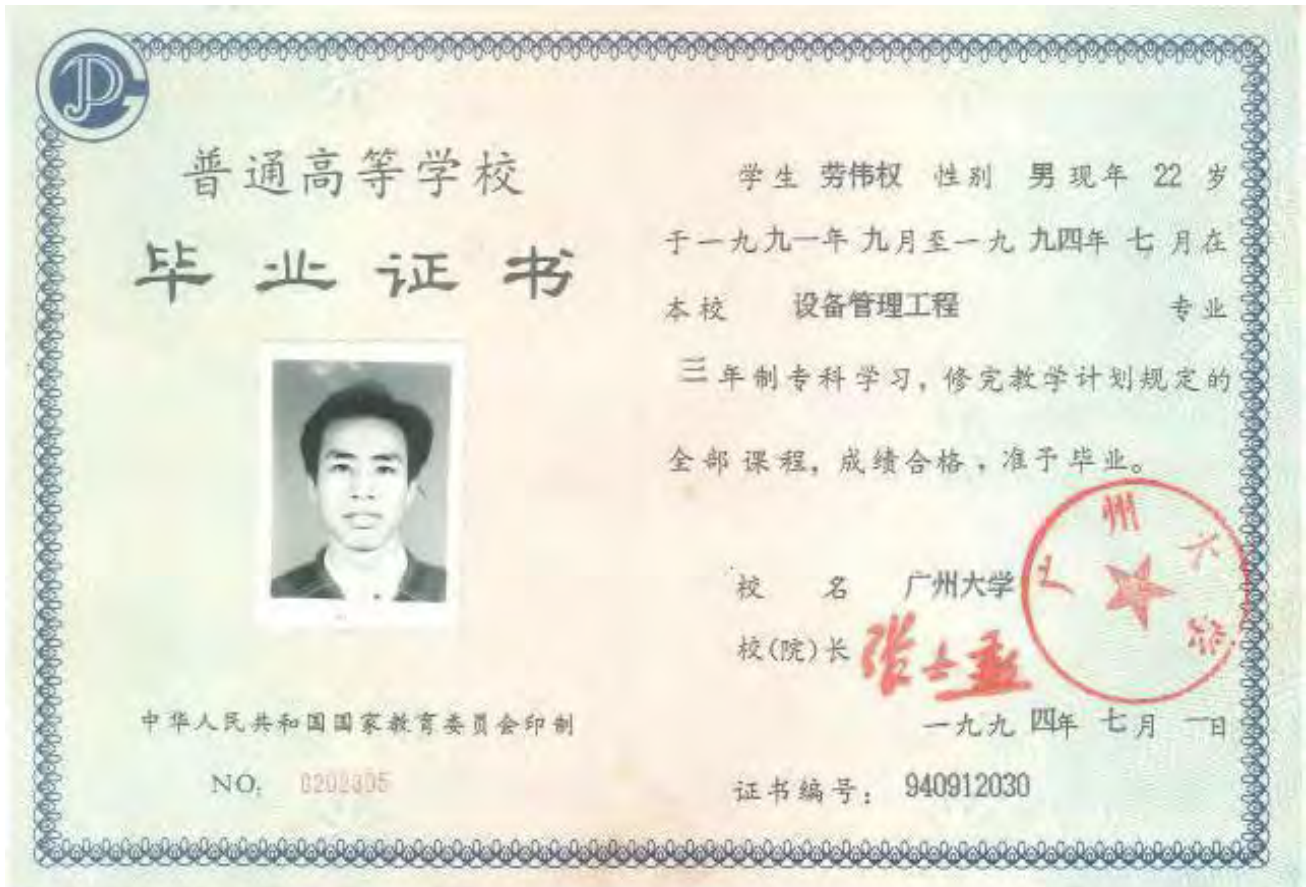 普通高等学校
毕业证书
中华人民共和国国家教育委员会印制
NO: 0202305
学生 劳伟权 性别 男 现年 22 岁
于一九九一年 九月至一九 九四年 七 月在
本校 设备管理工程 专业
三年制专科学习,修完教学计划规定的
全部课程,成绩合格,准予毕业。
校 名 广州大学
校(院)长
一九九 四年 七月 一日
证书编号: 940912030
州大